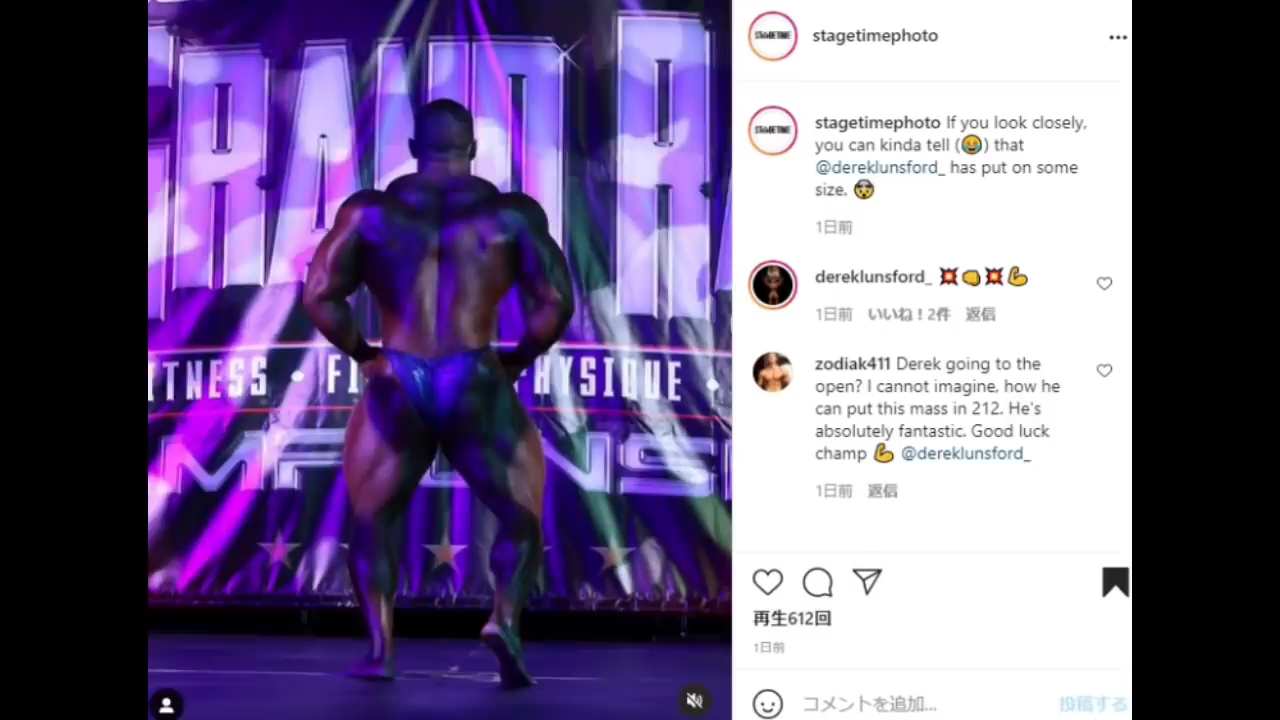 GRAND R
ITNESS • FI PHYSIQUE •
MPIONS
STAGETIME
stagetimephoto
STAGETIME
stagetimephoto If you look closely,
you can kinda tell (😂) that
@dereklunsford_ has put on some
size. 🤯
1日前
dereklunsford_ 💥👊💥💪
1日前 いいね！2件 返信
zodiak411 Derek going to the
open? I cannot imagine, how he
can put this mass in 212. He's
absolutely fantastic. Good luck
champ 💪 @dereklunsford_
1日前 返信
再生612回
1日前
コメントを追加...
投稿する